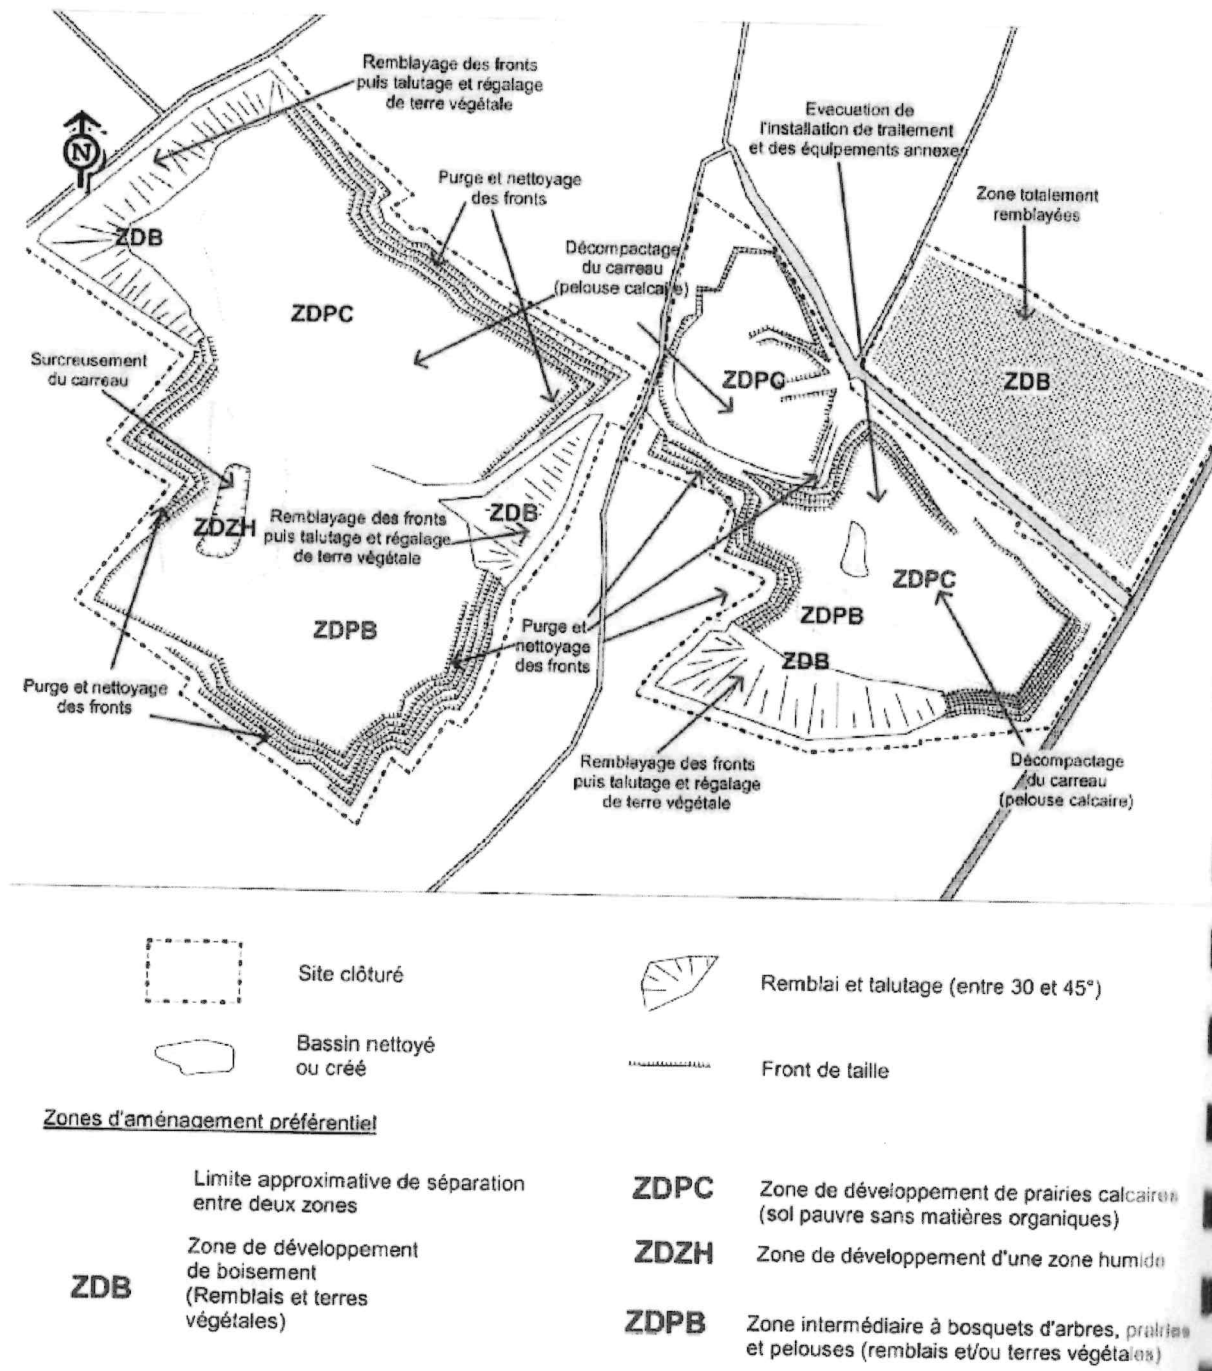 Remblayage des fronts
puis talutage et régalage
de terre végétale
N
ZDB
Purge et nettoyage
des fronts
Evacuation de
l'installation de traitement
et des équipements annexes
Zone totalement
remblayées
Décompactage
du carreau
(pelouse calcaire)
ZDPC
ZDB
Surcreusement
du carreau
ZDPC
ZDZH
Remblayage des fronts
puis talutage et régalage
de terre végétale
ZDB
ZDPC
ZDPB
ZDPB
Purge et
nettoyage
des fronts
ZDB
Purge et nettoyage
des fronts
Remblayage des fronts
puis talutage et régalage
de terre végétale
Décompactage
du carreau
(pelouse calcaire)
Site clôturé
Remblai et talutage (entre 30 et 45°)
Bassin nettoyé
ou créé
Front de taille
Zones d'aménagement préférentiel
Limite approximative de séparation
entre deux zones
ZDPC
Zone de développement de prairies calcaires
(sol pauvre sans matières organiques)
ZDB
Zone de développement
de boisement
(Remblais et terres
végétales)
ZDZH
Zone de développement d'une zone humide
ZDPB
Zone intermédiaire à bosquets d'arbres, prairies
et pelouses (remblais et/ou terres végétales)